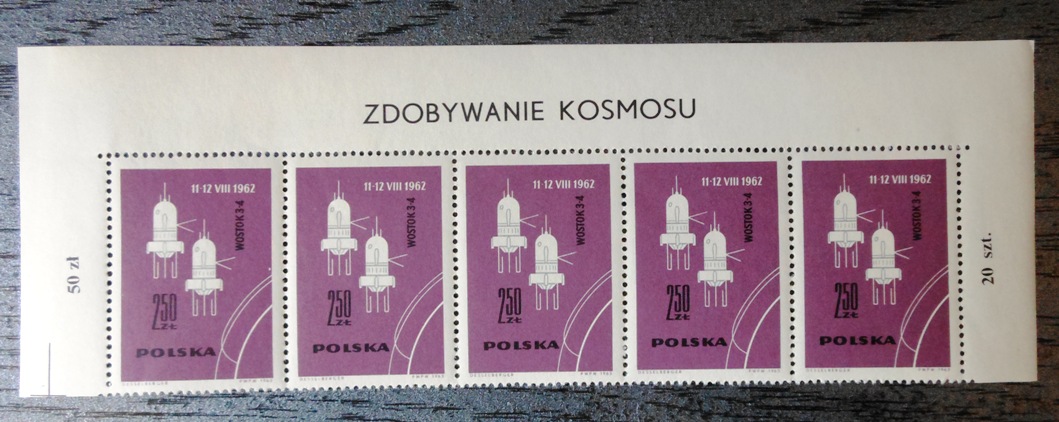 ZDOBYWANIE KOSMOSU
50 zł
11-12 VIII 1962
WOSTOK 3-4
2 50 ZŁ
POLSKA
11-12 VIII 1962
WOSTOK 3-4
2 50 ZŁ
POLSKA
11-12 VIII 1962
WOSTOK 3-4
2 50 ZŁ
POLSKA
11-12 VIII 1962
WOSTOK 3-4
2 50 ZŁ
POLSKA
11-12 VIII 1962
WOSTOK 3-4
2 50 ZŁ
POLSKA
20 szt.